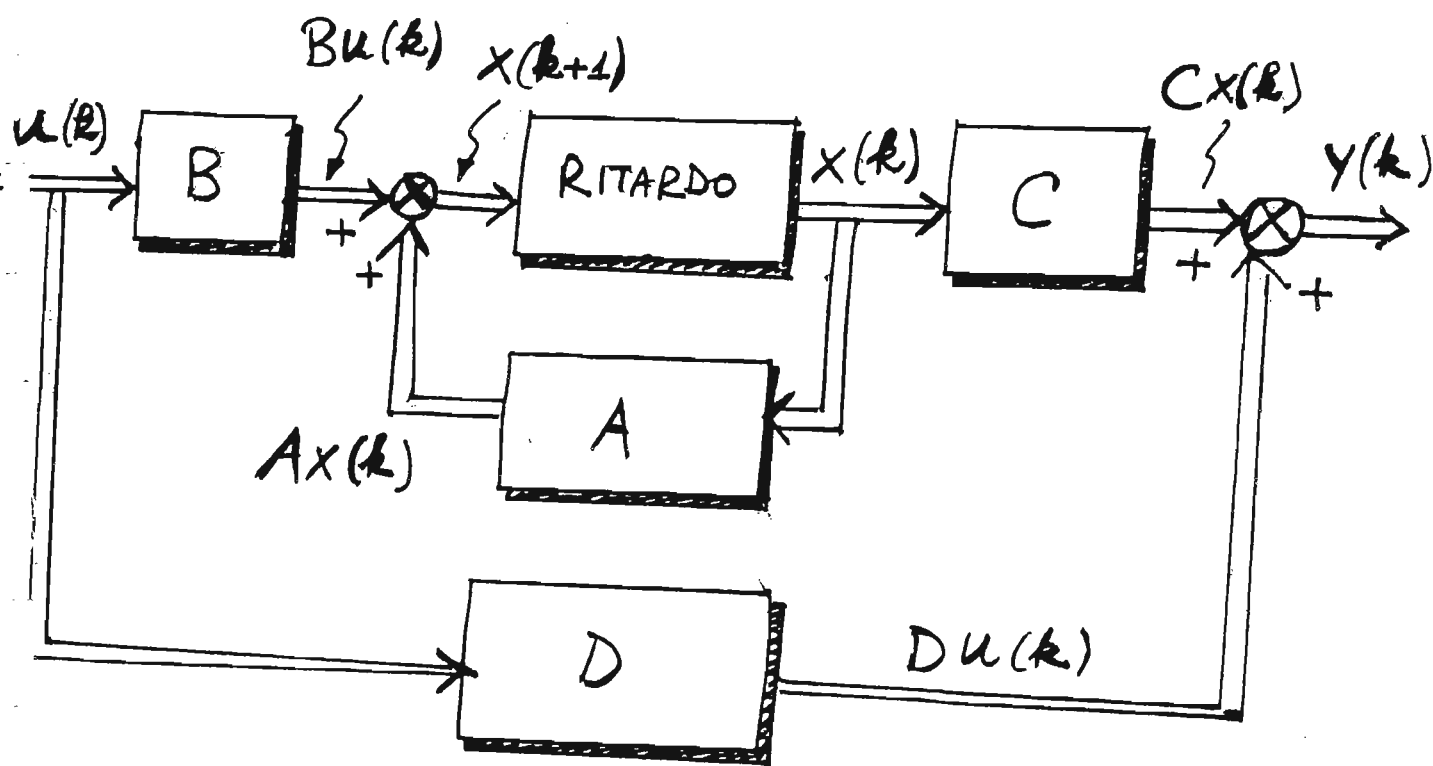 Bu(k)
x(k+1)
Cx(k)
u(k)
B
RITARDO
x(k)
C
y(k)
+
+
+
+
A
Ax(k)
D
Du(k)